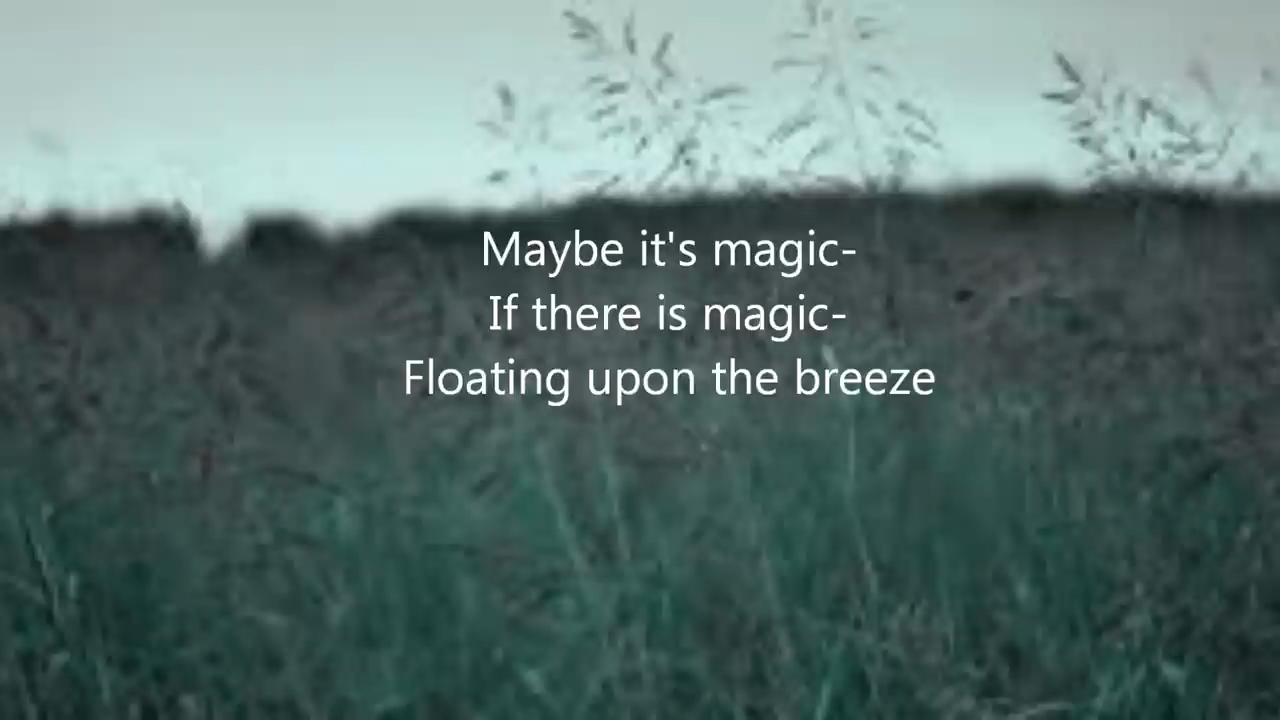 Maybe it's magic-
If there is magic-
Floating upon the breeze